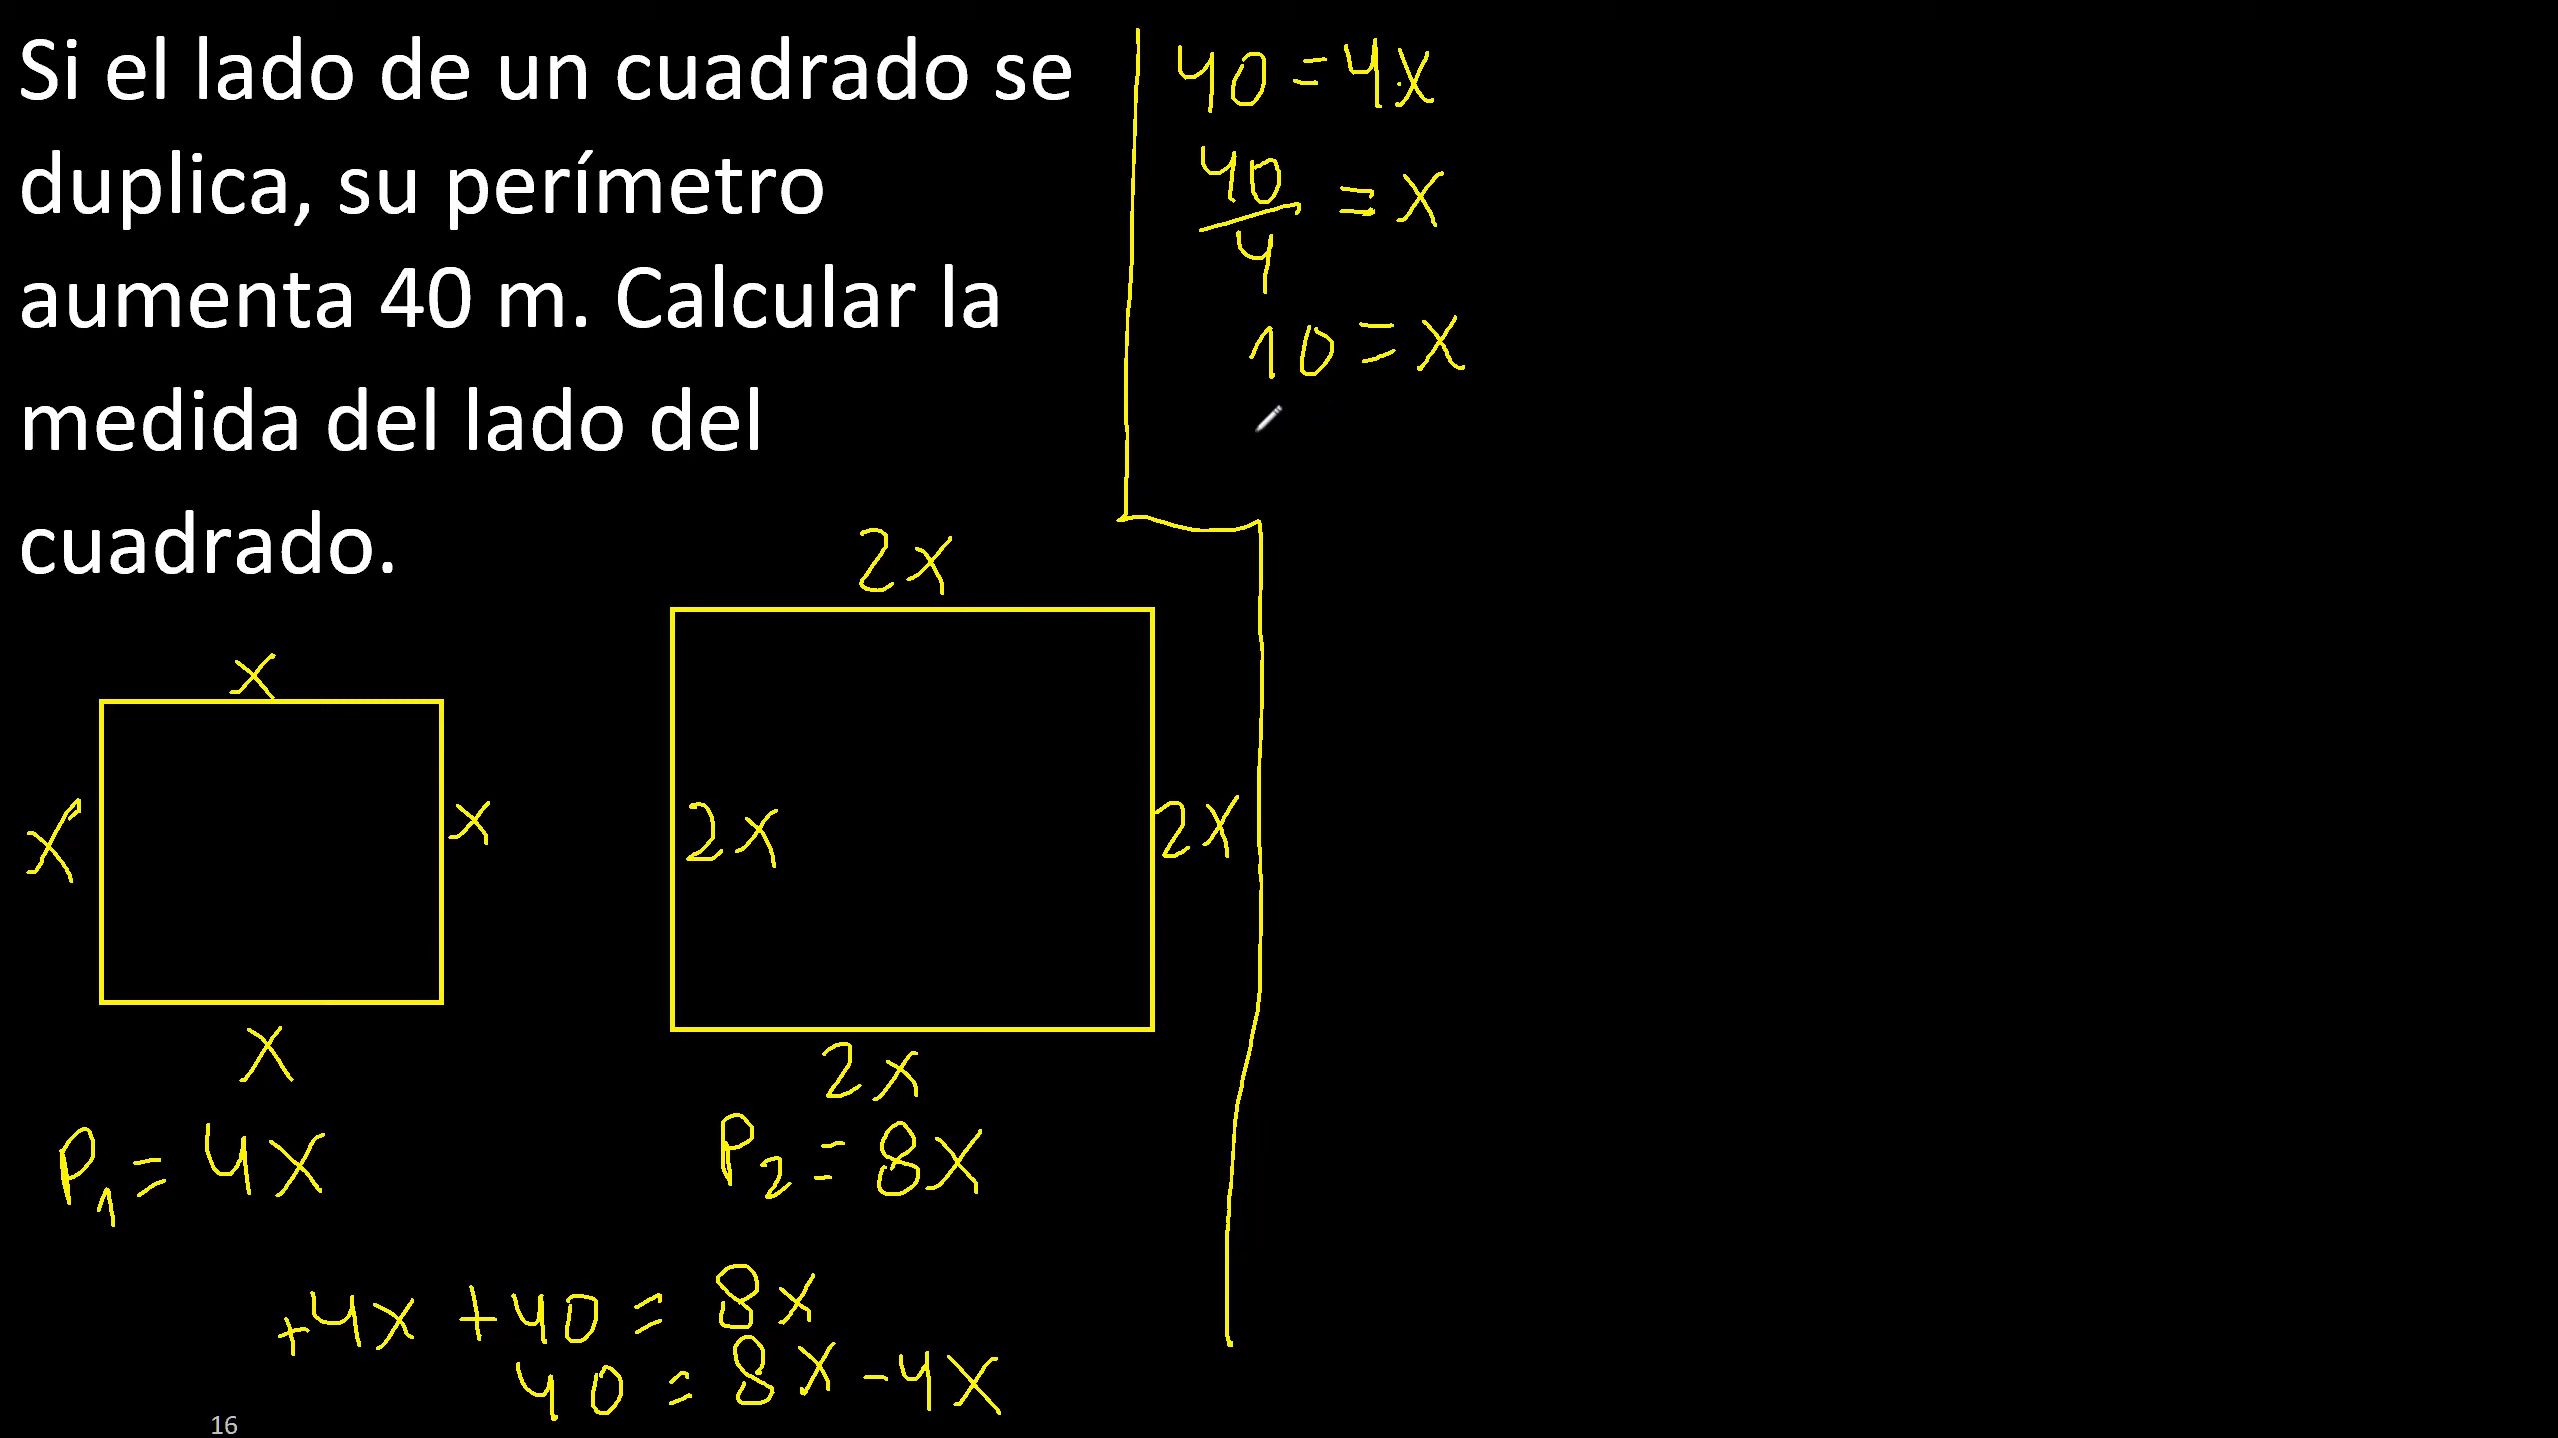 Si el lado de un cuadrado se
duplica, su perímetro
aumenta 40 m. Calcular la
medida del lado del
cuadrado.
x
x
x
x
P1 = 4x
2x
2x
2x
2x
P2 = 8x
+4x + 40 = 8x
40 = 8x - 4x
40 = 4x
40/4 = x
10 = x
16